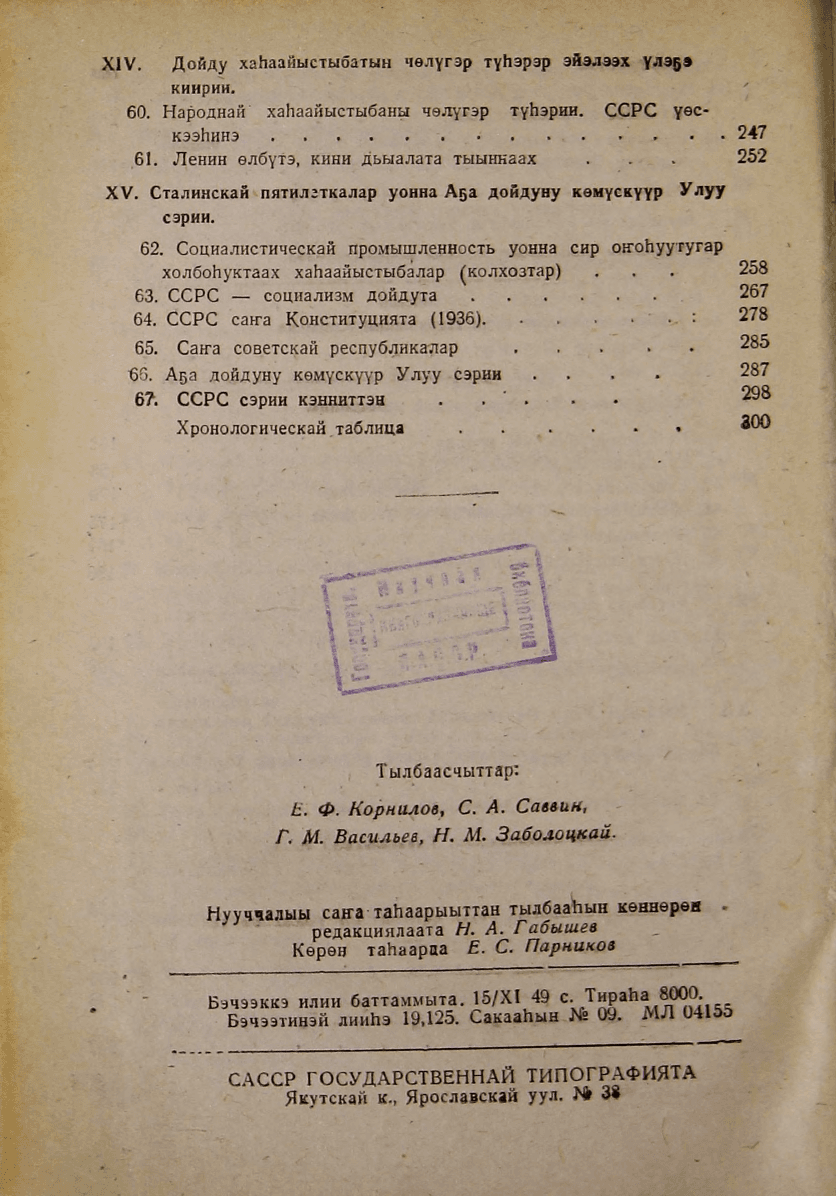 XIV. Дойду хаһаайыстыбатын чөлүгэр түһэрэр эйэлээх үлэҕэ
киирии.
60. Народнай хаһаайыстыбаны чөлүгэр түһэрии. ССРС үөс-
кээһинэ . . . . . . . . . . . . . . 247
61. Ленин өлбүтэ, кини дьыалата тыыннаах . . . 252
XV. Сталинскай пятилеткалар уонна Аҕа дойдуну көмүскүүр Улуу
сэрии.
62. Социалистическай промышленность уонна сир оҥоһуутугар
холбоһуктаах хаһаайыстыбалар (колхозтар) . . . 258
63. ССРС — социализм дойдута . . . . . . 267
64. ССРС саҥа Конституцията (1936). . . . . . . : 278
65. Саҥа советскай республикалар . . . . . 285
66. Аҕа дойдуну көмүскүүр Улуу сэрии . . . . 287
67. ССРС сэрии кэнниттэн . . . . . . 298
Хронологическай таблица . . . . . . 300
Научная
библиотека
Тылбаасчыттар:
Е. Ф. Корнилов, С. А. Саввин,
Г. М. Васильев, Н. М. Заболоцкай.
Нууччалыы саҥа таһаарыыттан тылбааһын көннөрөн
редакциялаата Н. А. Габышев
Көрөн таһаарда Е. С. Парников
Бэчээккэ илии баттаммыта. 15/XI 49 с. Тираһа 8000.
Бэчээтинэй лииһэ 19,125. Сакааһын № 09. МЛ 04155
САССР ГОСУДАРСТВЕННАЙ ТИПОГРАФИЯТА
Якутскай к., Ярославскай уул. № 38